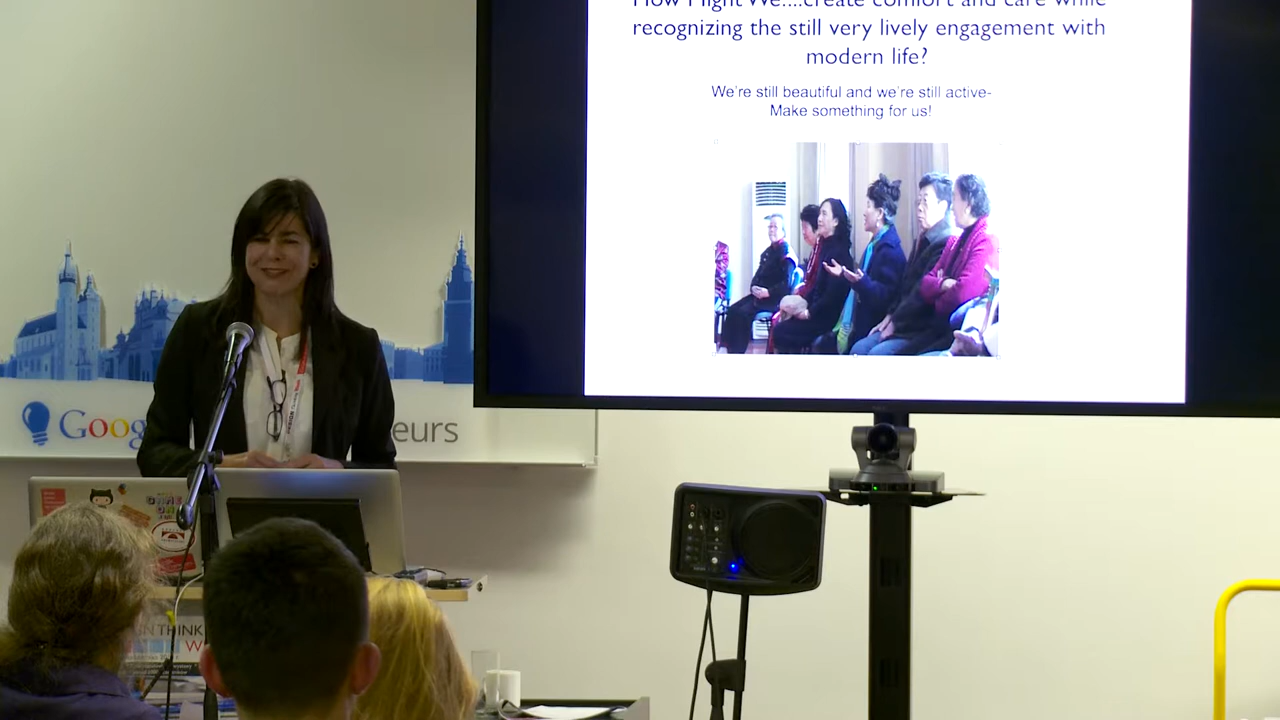 How Might We....create comfort and care while
recognizing the still very lively engagement with
modern life?
We're still beautiful and we're still active-
Make something for us!
Goog
eurs
NTHINK
W